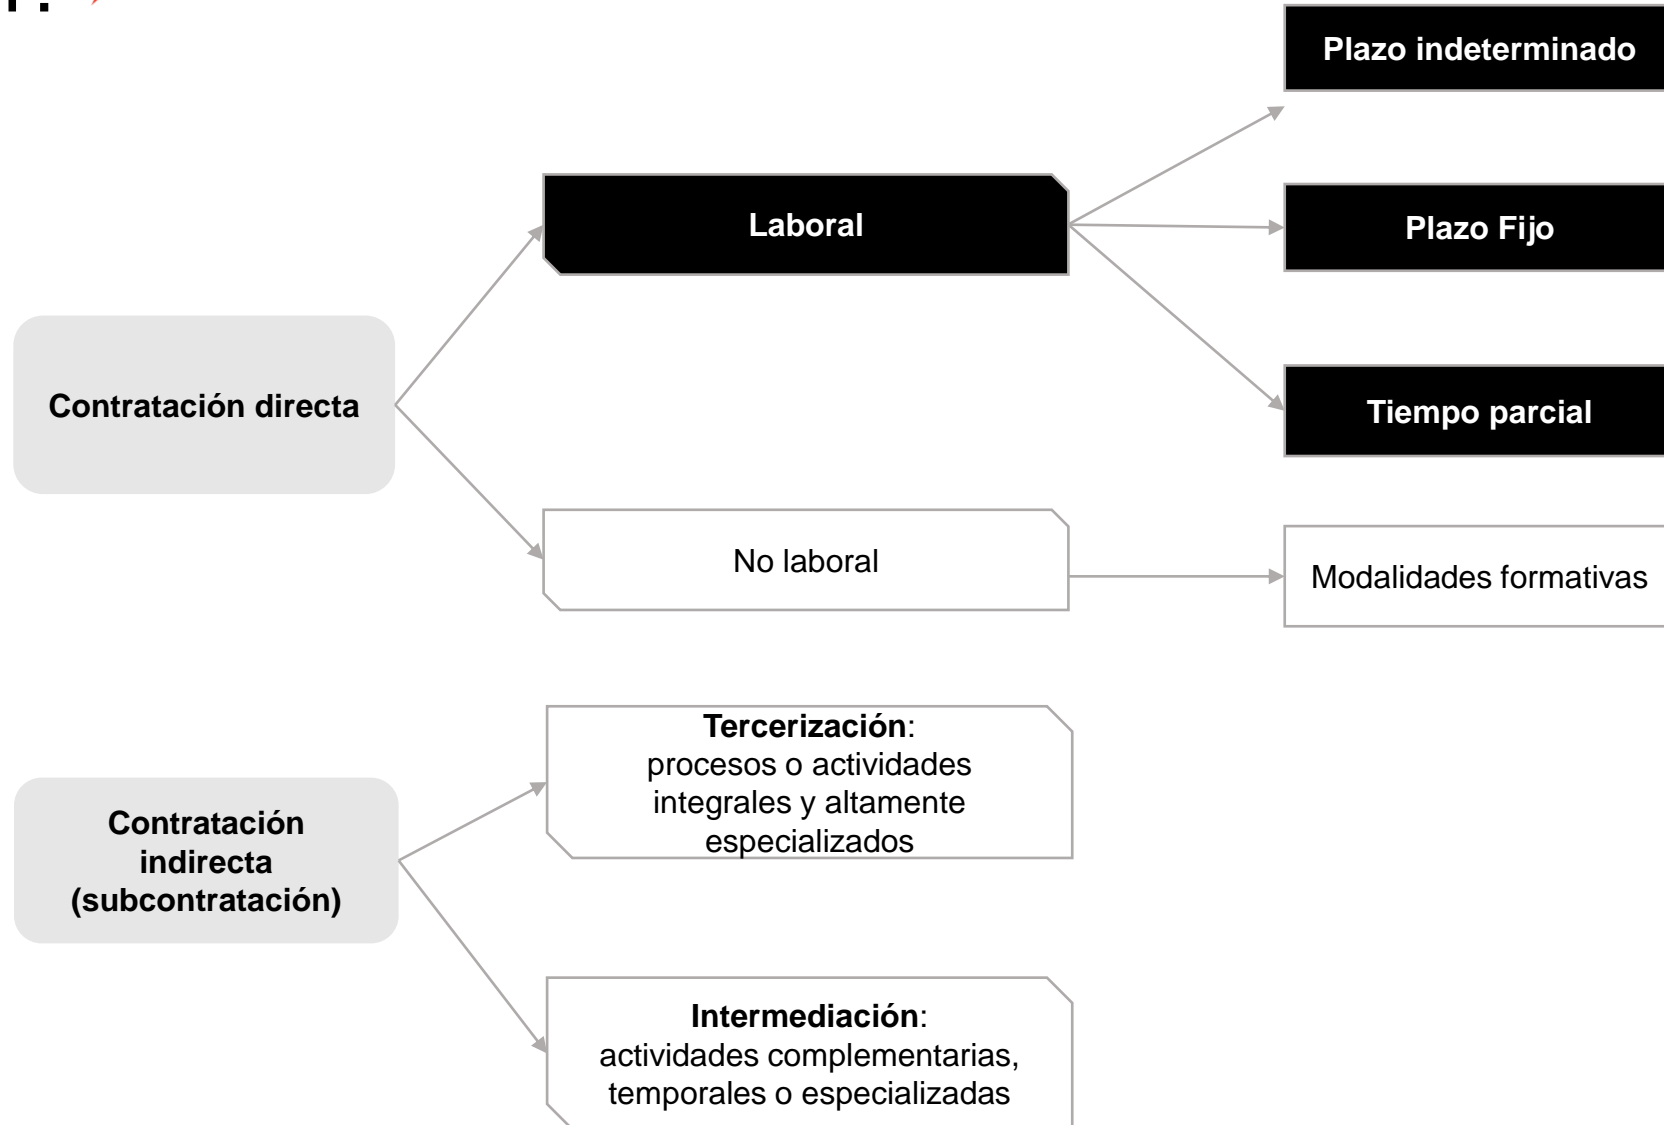 Plazo indeterminado
Laboral
Plazo Fijo
Contratación directa
Tiempo parcial
No laboral
Modalidades formativas
Tercerización:
procesos o actividades
integrales y altamente
especializados
Contratación
indirecta
(subcontratación)
Intermediación:
actividades complementarias,
temporales o especializadas